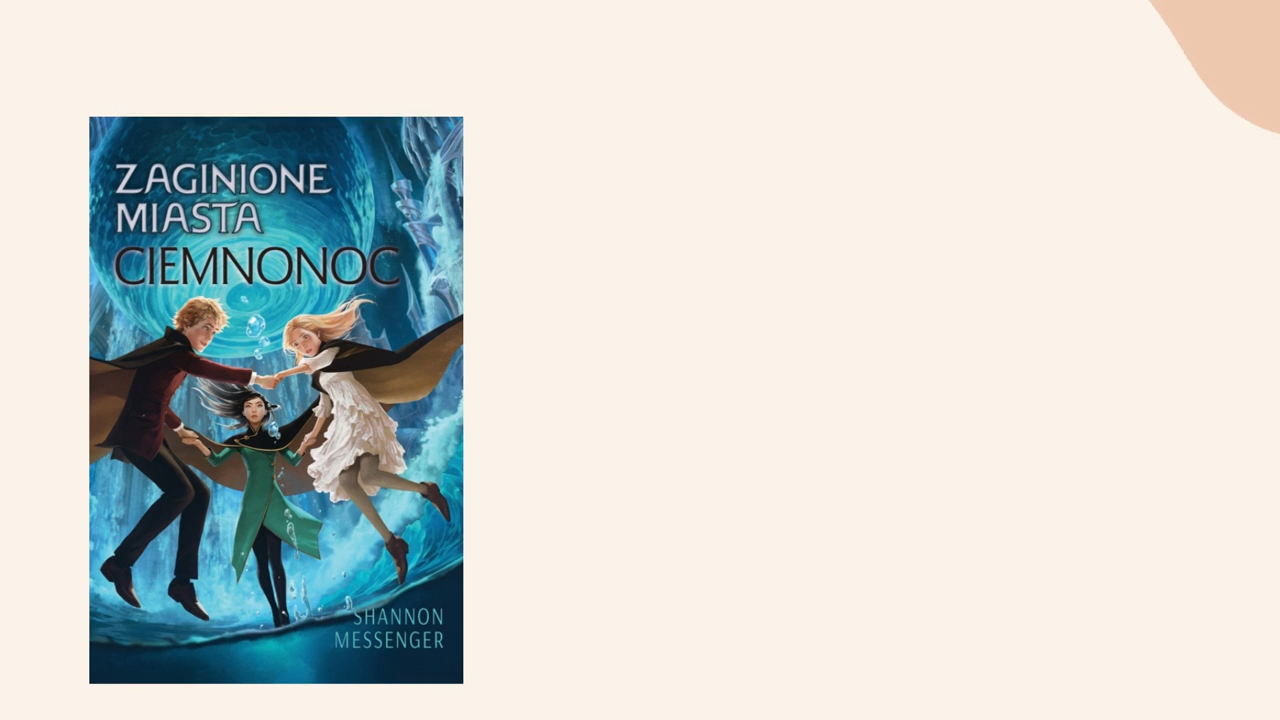 ZAGINIONE
MIASTA
CIEMNONOC
SHANNON
MESSENGER